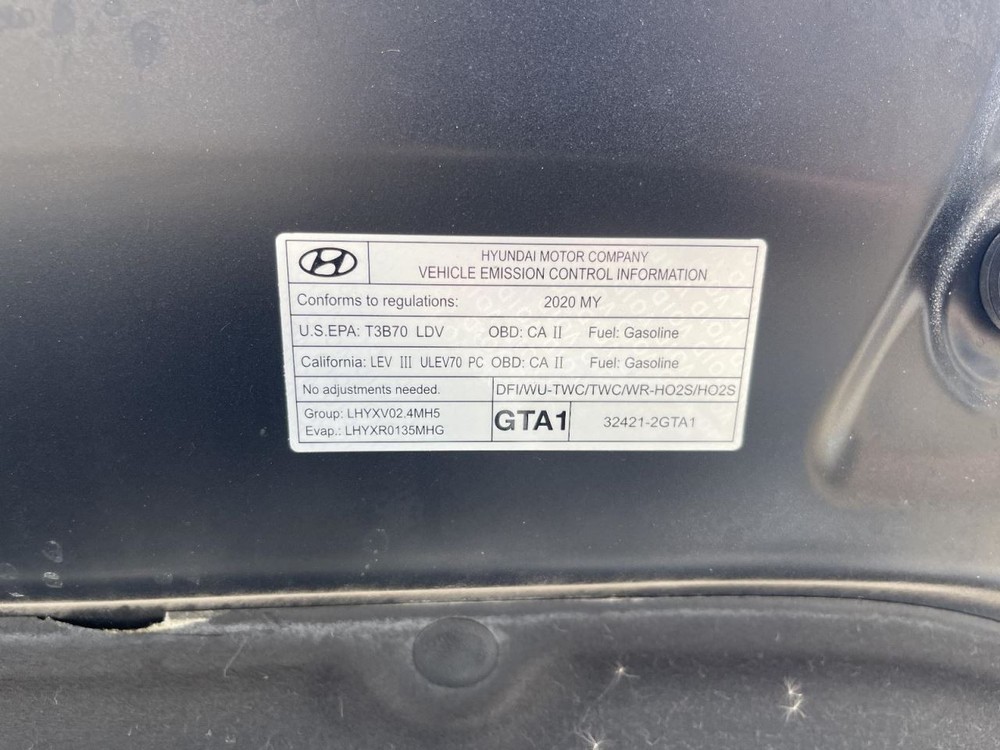 HYUNDAI MOTOR COMPANY
VEHICLE EMISSION CONTROL INFORMATION
Conforms to regulations: 2020 MY
U.S.EPA: T3B70 LDV OBD: CA II Fuel: Gasoline
California: LEV III ULEV70 PC OBD: CA II Fuel: Gasoline
No adjustments needed. DFI/WU-TWC/TWC/WR-HO2S/HO2S
Group: LHYXV02.4MH5
Evap.: LHYXR0135MHG
GTA1 32421-2GTA1